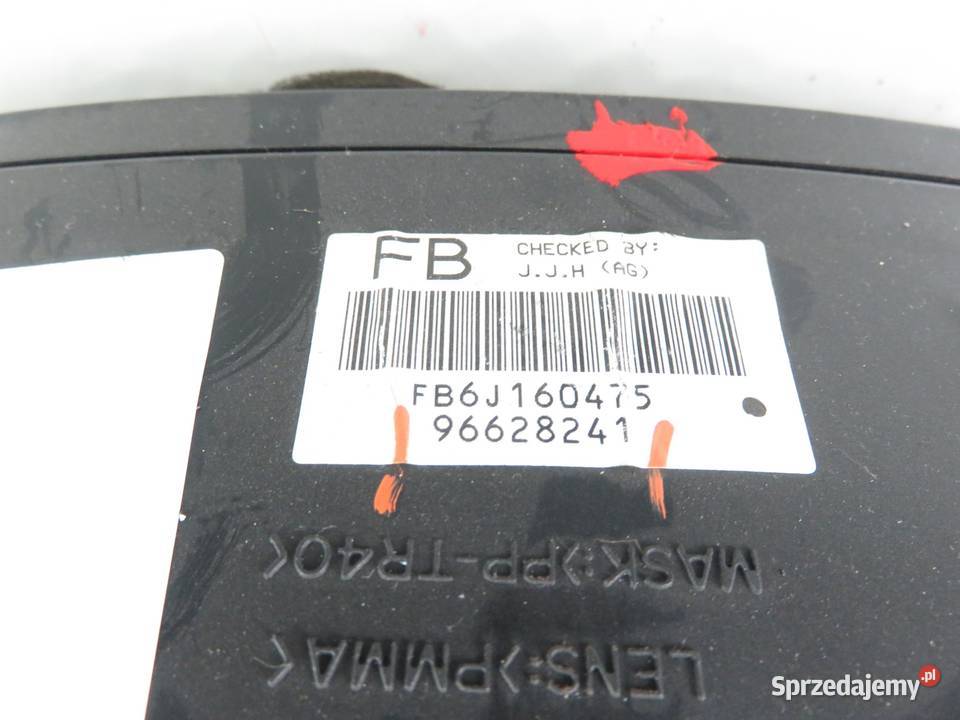 FB
CHECKED BY:
J.J.H (AG)
FB6J160475
96628241
MASK:>PP-TR40<
LENS:>PMMA<
Sprzedajemy.pl